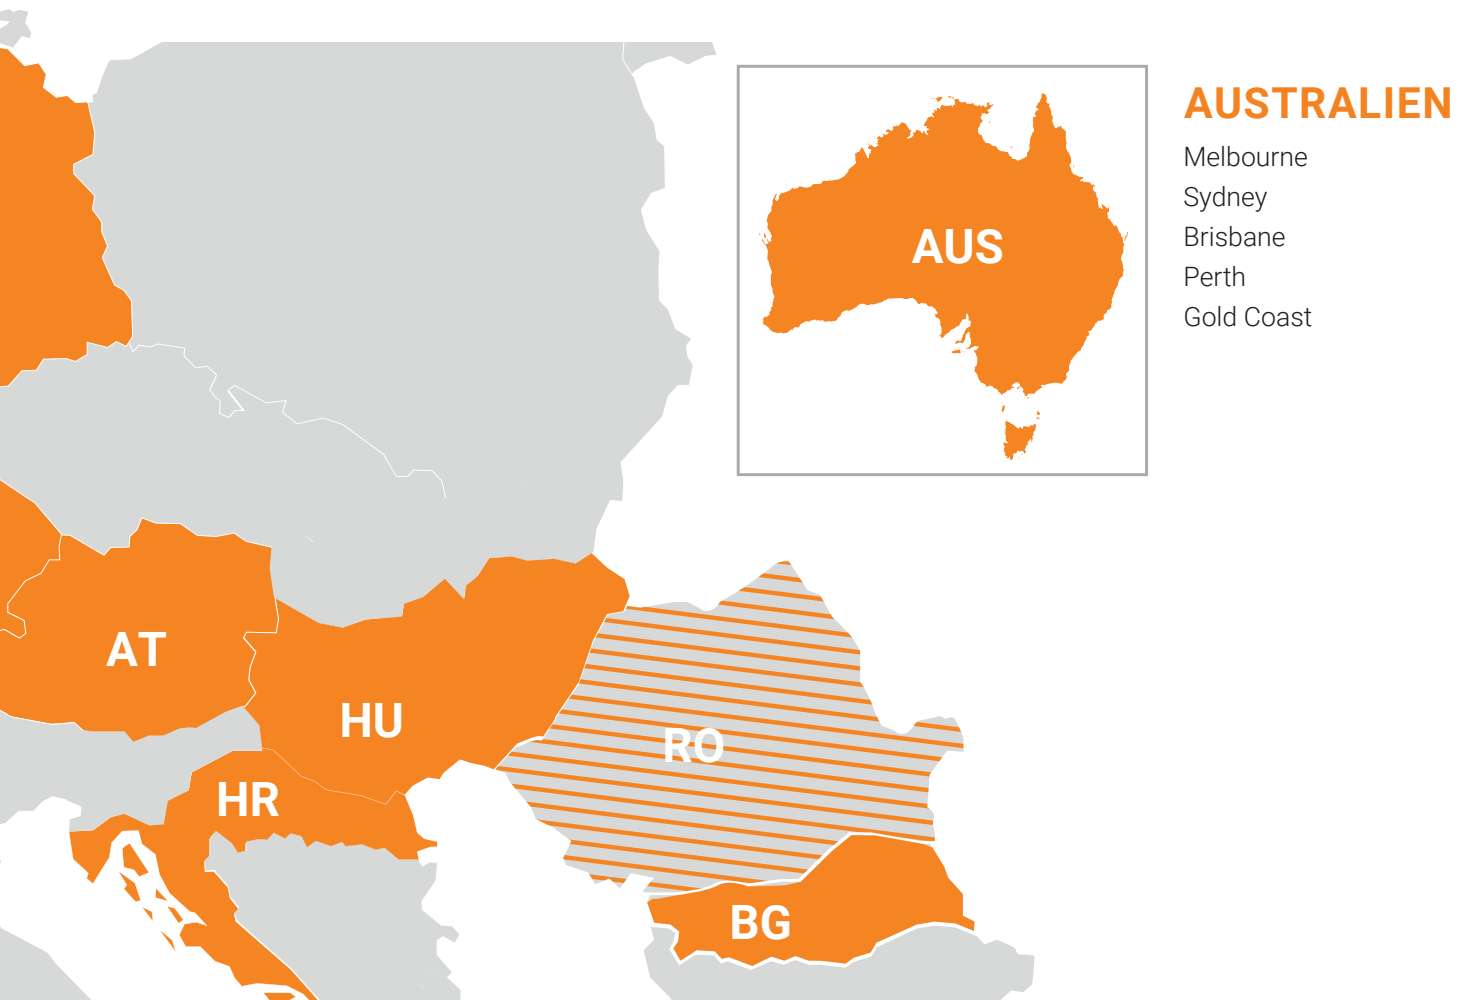 AUSTRALIEN
Melbourne
Sydney
Brisbane
Perth
Gold Coast
AUS
AT
HU
RO
HR
BG